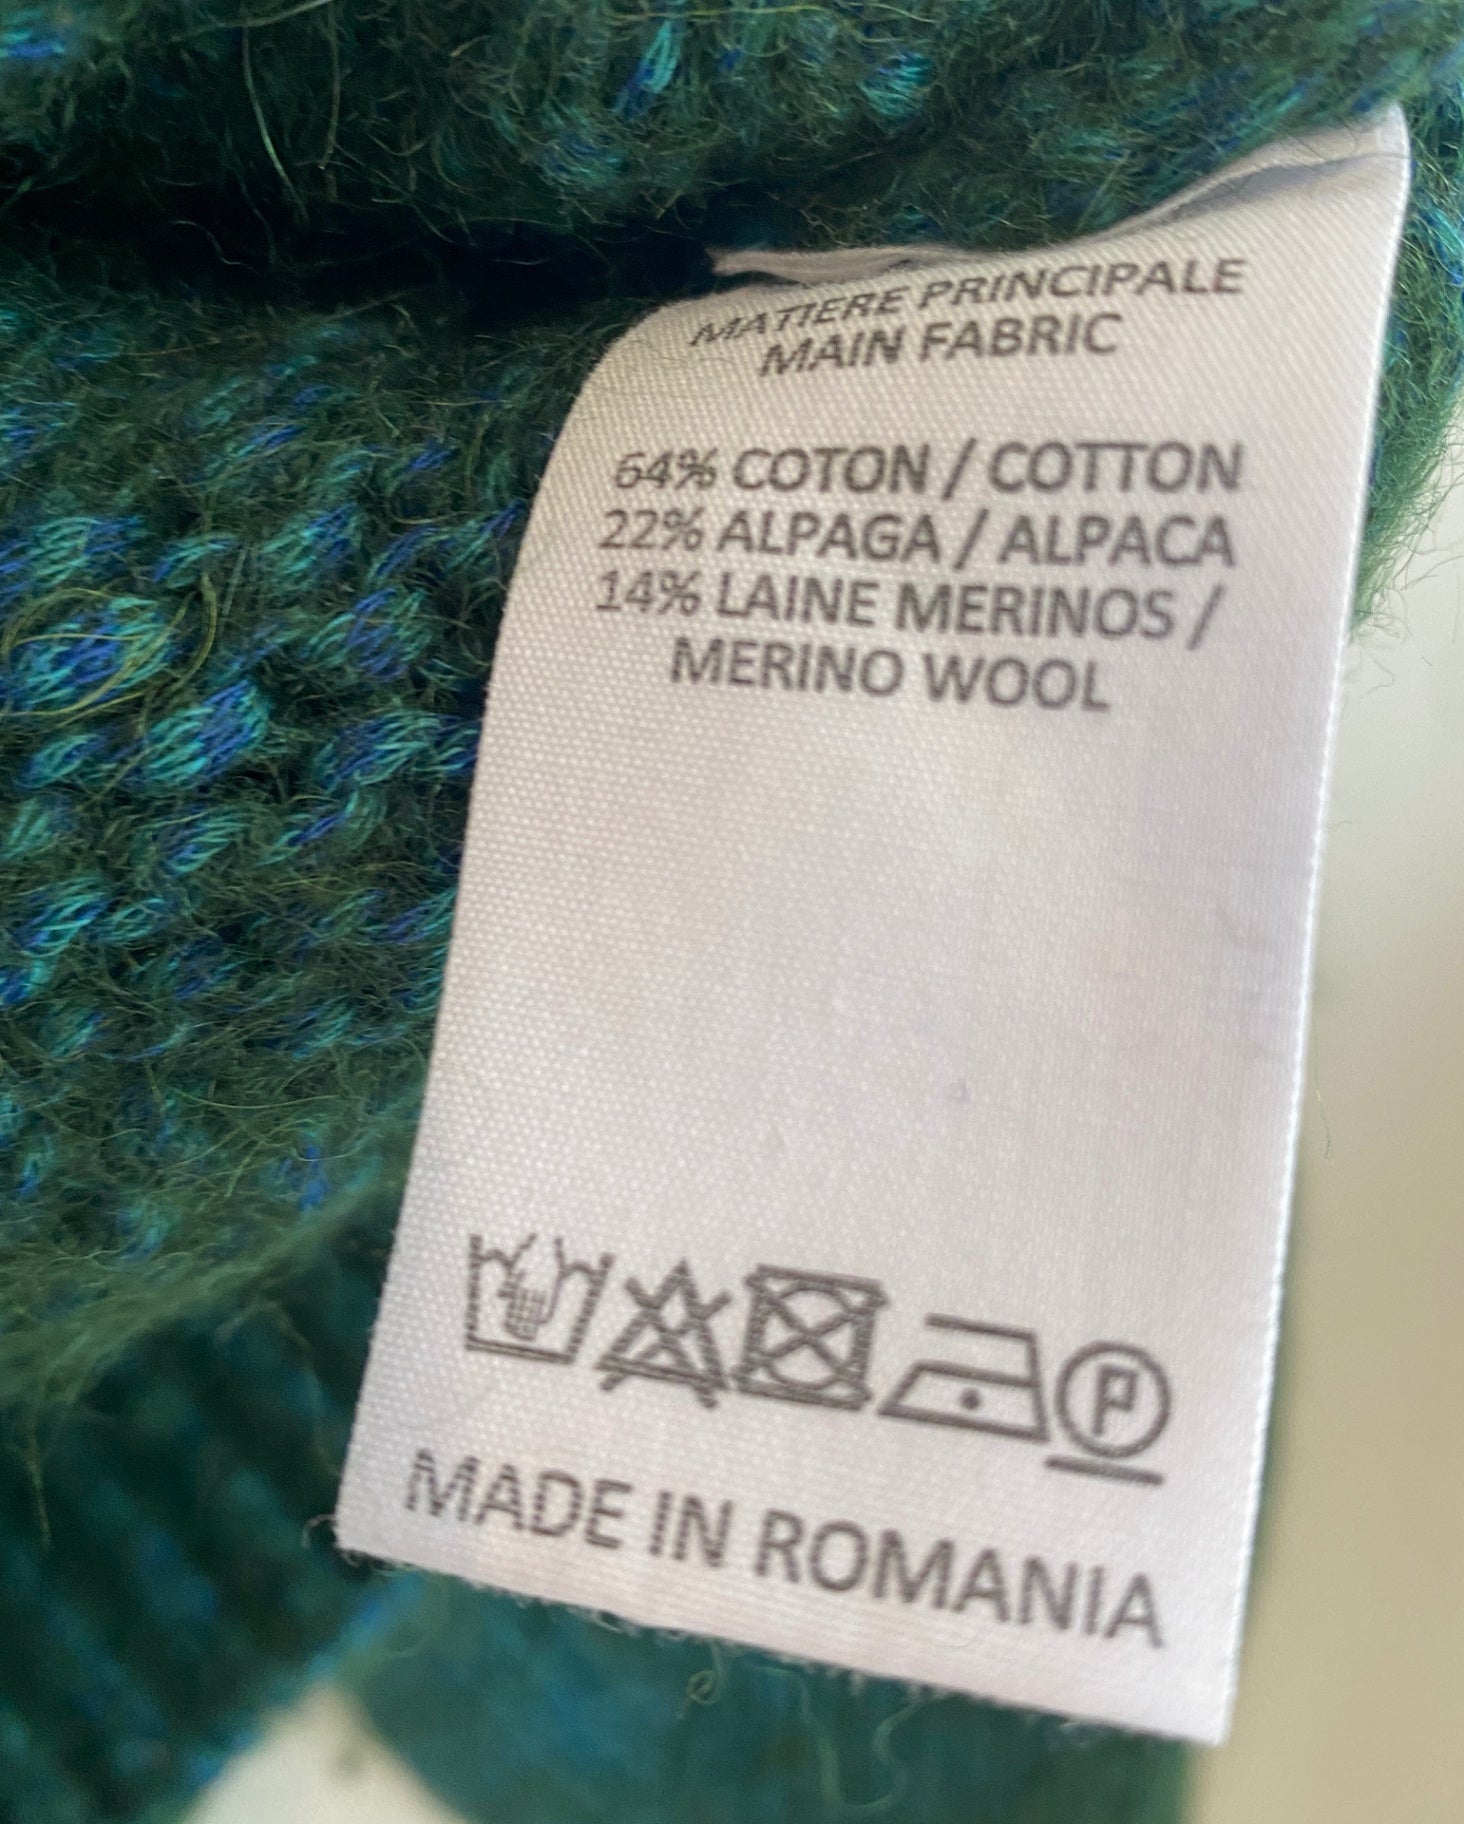 MATIERE PRINCIPALE
MAIN FABRIC
64% COTON / COTTON
22% ALPAGA / ALPACA
14% LAINE MERINOS /
MERINO WOOL
P
MADE IN ROMANIA